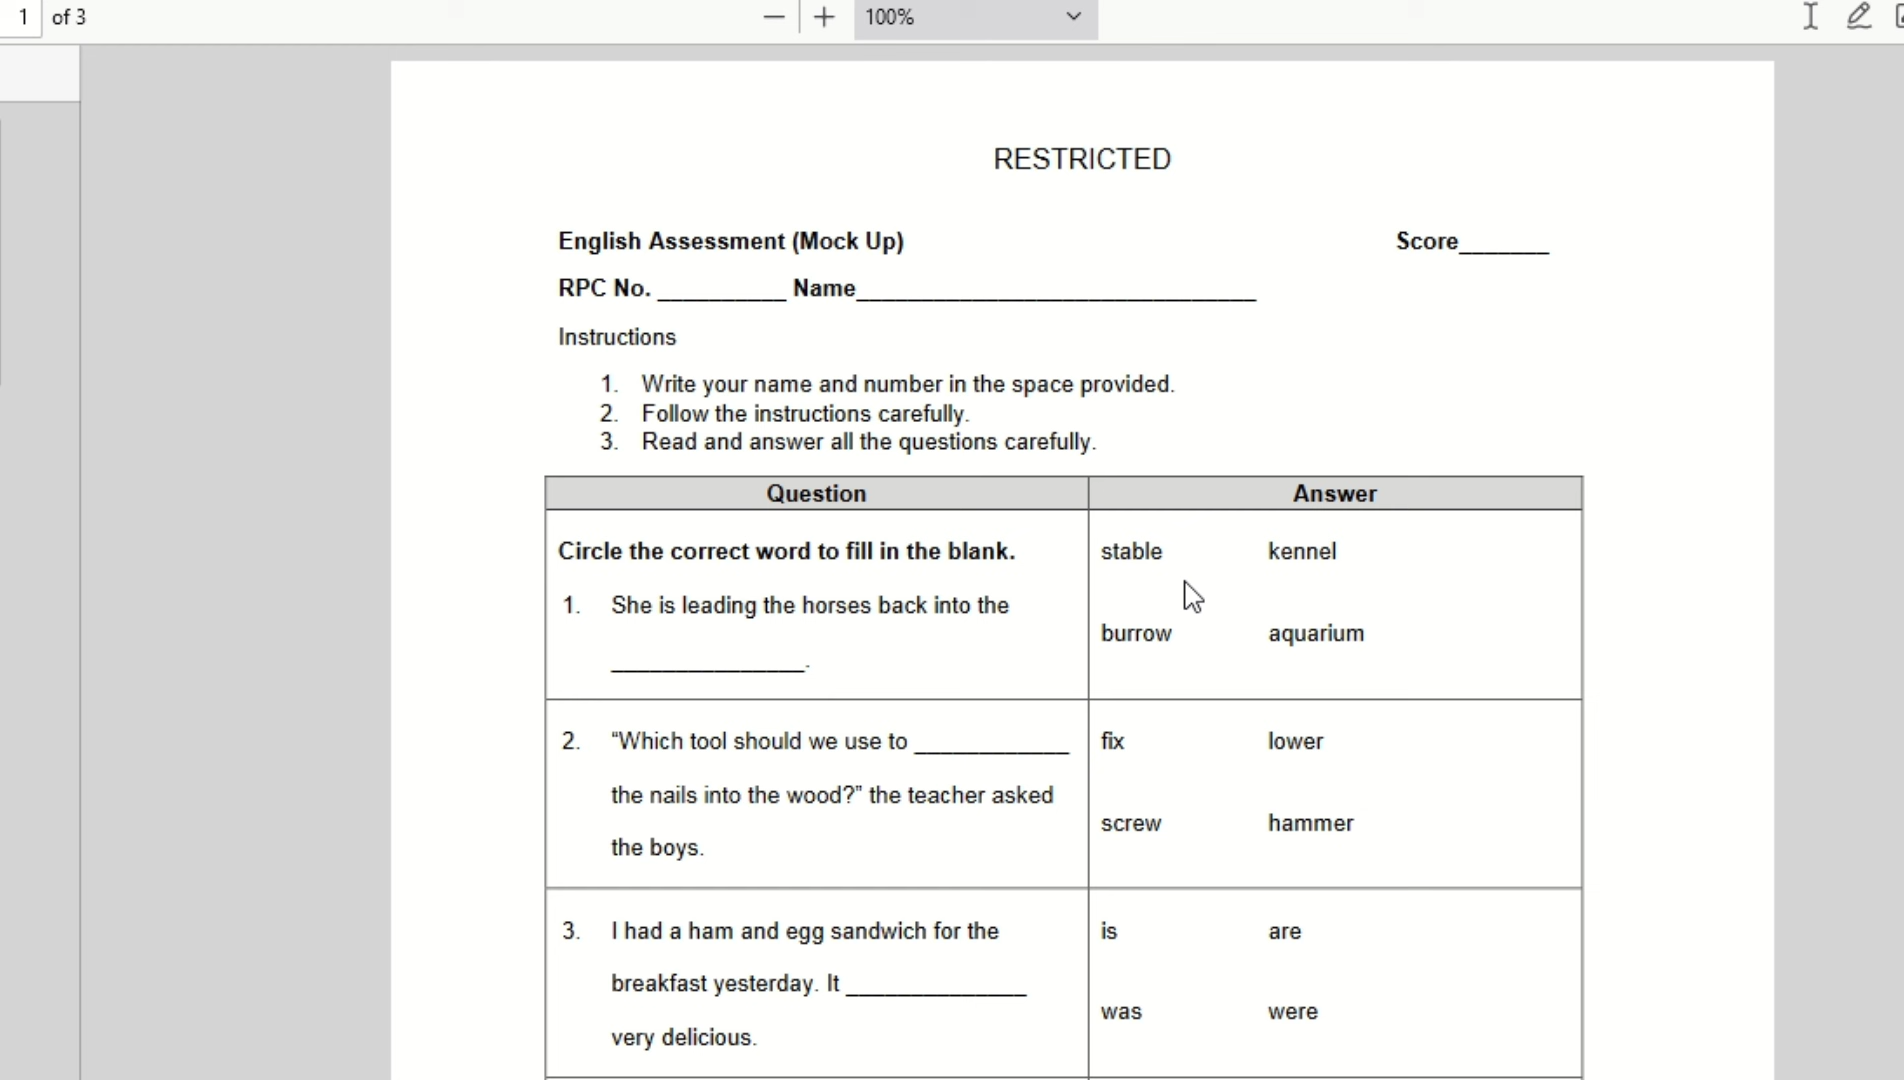 1 of 3 100%
RESTRICTED
English Assessment (Mock Up) Score_______
RPC No. __________ Name_______________________________
Instructions
1. Write your name and number in the space provided.
2. Follow the instructions carefully.
3. Read and answer all the questions carefully.
Question Answer
Circle the correct word to fill in the blank.
1. She is leading the horses back into the
_______________.
stable kennel
burrow aquarium
2. “Which tool should we use to ____________
the nails into the wood?” the teacher asked
the boys.
fix lower
screw hammer
3. I had a ham and egg sandwich for the
breakfast yesterday. It ______________
very delicious.
is are
was were